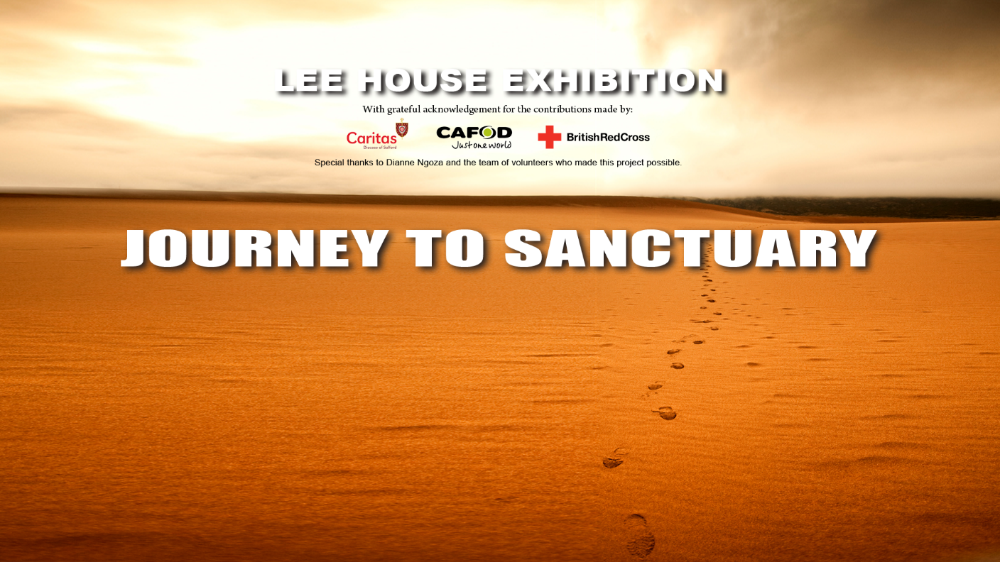 LEE HOUSE EXHIBITION
With grateful acknowledgement for the contributions made by:
Caritas
Diocese of Salford
CAFOD
Just one world
BritishRedCross
Special thanks to Dianne Ngoza and the team of volunteers who made this project possible.
JOURNEY TO SANCTUARY